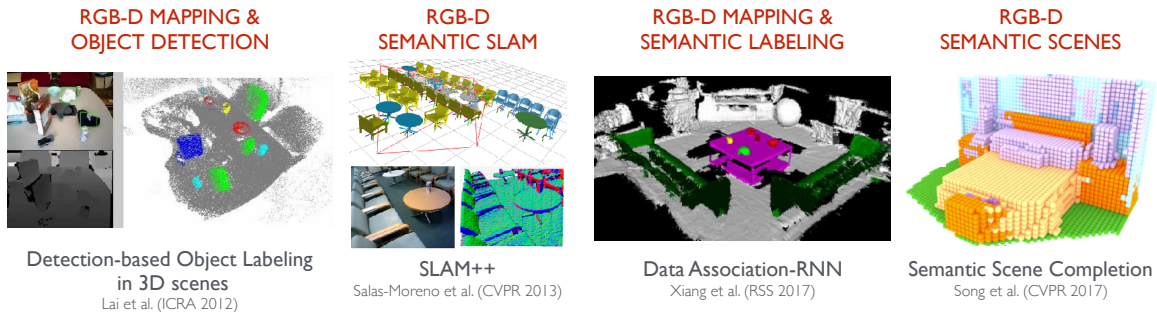 RGB-D MAPPING &
OBJECT DETECTION
Detection-based Object Labeling
in 3D scenes
Lai et al. (ICRA 2012)
RGB-D
SEMANTIC SLAM
SLAM++
Salas-Moreno et al. (CVPR 2013)
RGB-D MAPPING &
SEMANTIC LABELING
Data Association-RNN
Xiang et al. (RSS 2017)
RGB-D
SEMANTIC SCENES
Semantic Scene Completion
Song et al. (CVPR 2017)